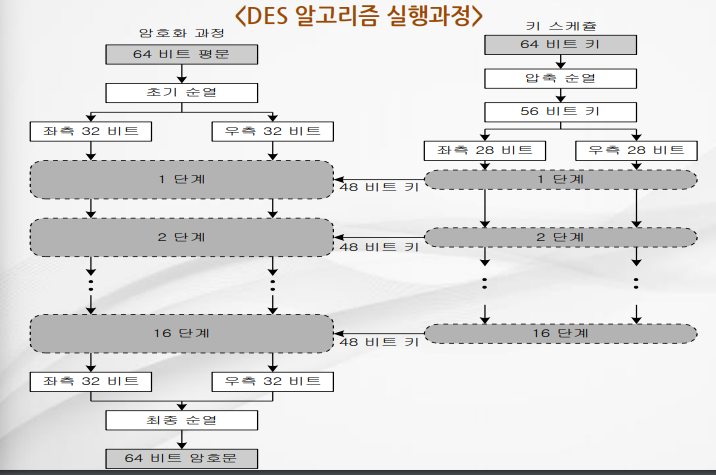 <DES 알고리즘 실행과정>
암호화 과정
키 스케쥴
64 비트 평문
64 비트 키
초기 순열
압축 순열
56 비트 키
좌측 32 비트
우측 32 비트
좌측 28 비트
우측 28 비트
1 단계
48 비트 키
1 단계
2 단계
48 비트 키
2 단계
16 단계
48 비트 키
16 단계
좌측 32 비트
우측 32 비트
최종 순열
64 비트 암호문